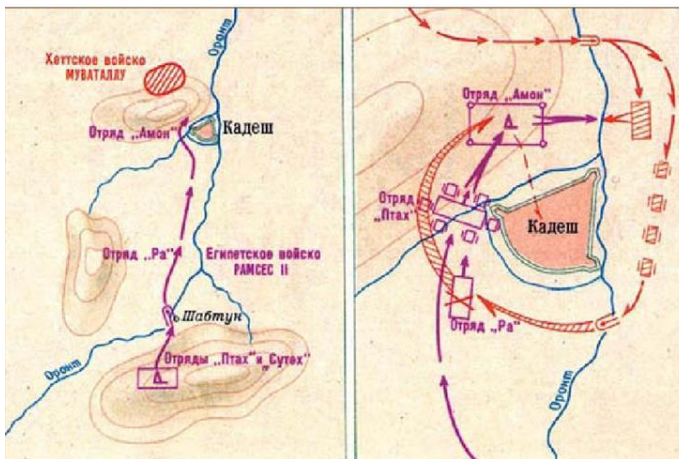 Оронт
Хеттское войско
МУВАТАЛЛУ
Отряд „Амон"
Кадеш
Отряд „Ра"
Египетское войско
РАМСЕС II
Шабтун
Отряды „Птах" и „Сутех"
Оронт
Отряд „Амон"
Отряд
„Птах"
Кадеш
Отряд „Ра"
Оронт